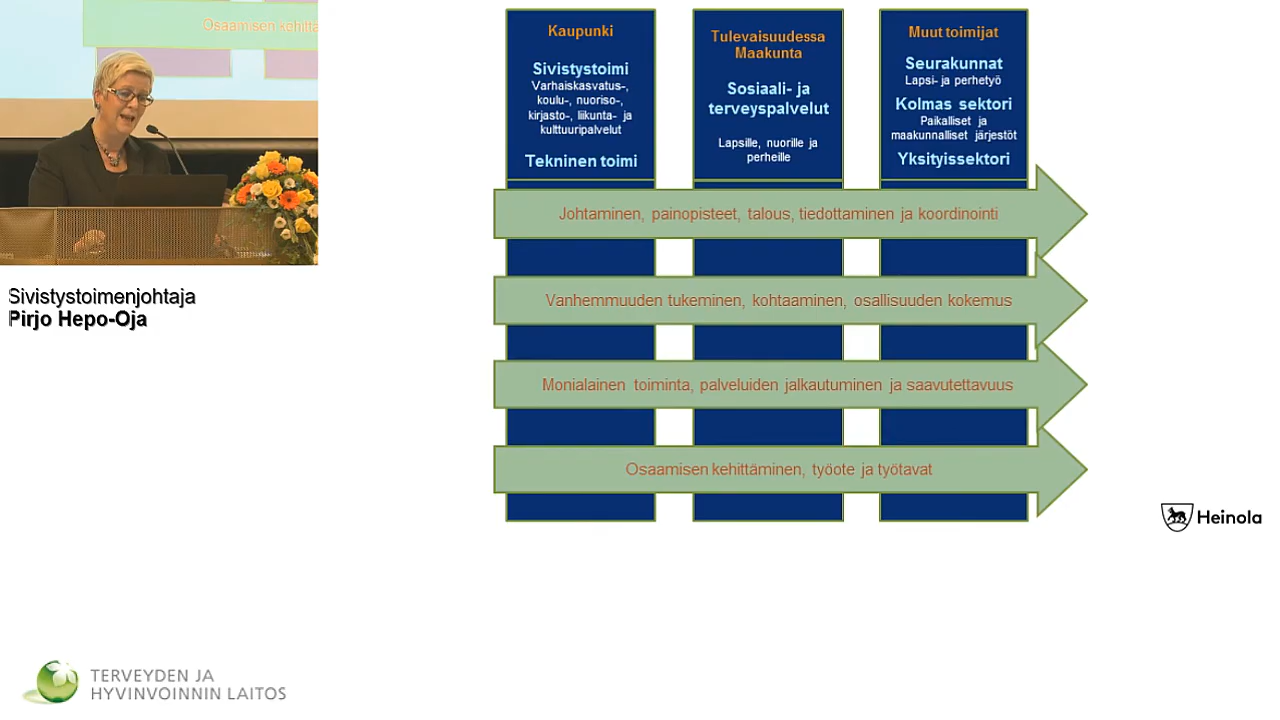 Osaamisen kehittä
Sivistystoimenjohtaja
Pirjo Hepo-Oja
Kaupunki
Sivistystoimi
Varhaiskasvatus-,
koulu-, nuoriso-,
kirjasto-, liikunta- ja
kulttuuripalvelut
Tekninen toimi
Tulevaisuudessa
Maakunta
Sosiaali- ja
terveyspalvelut
Lapsille, nuorille ja
perheille
Muut toimijat
Seurakunnat
Lapsi- ja perhetyö
Kolmas sektori
Paikalliset ja
maakunnalliset järjestöt
Yksityissektori
Johtaminen, painopisteet, talous, tiedottaminen ja koordinointi
Vanhemmuuden tukeminen, kohtaaminen, osallisuuden kokemus
Monialainen toiminta, palveluiden jalkautuminen ja saavutettavuus
Osaamisen kehittäminen, työote ja työtavat
Heinola
TERVEYDEN JA
HYVINVOINNIN LAITOS